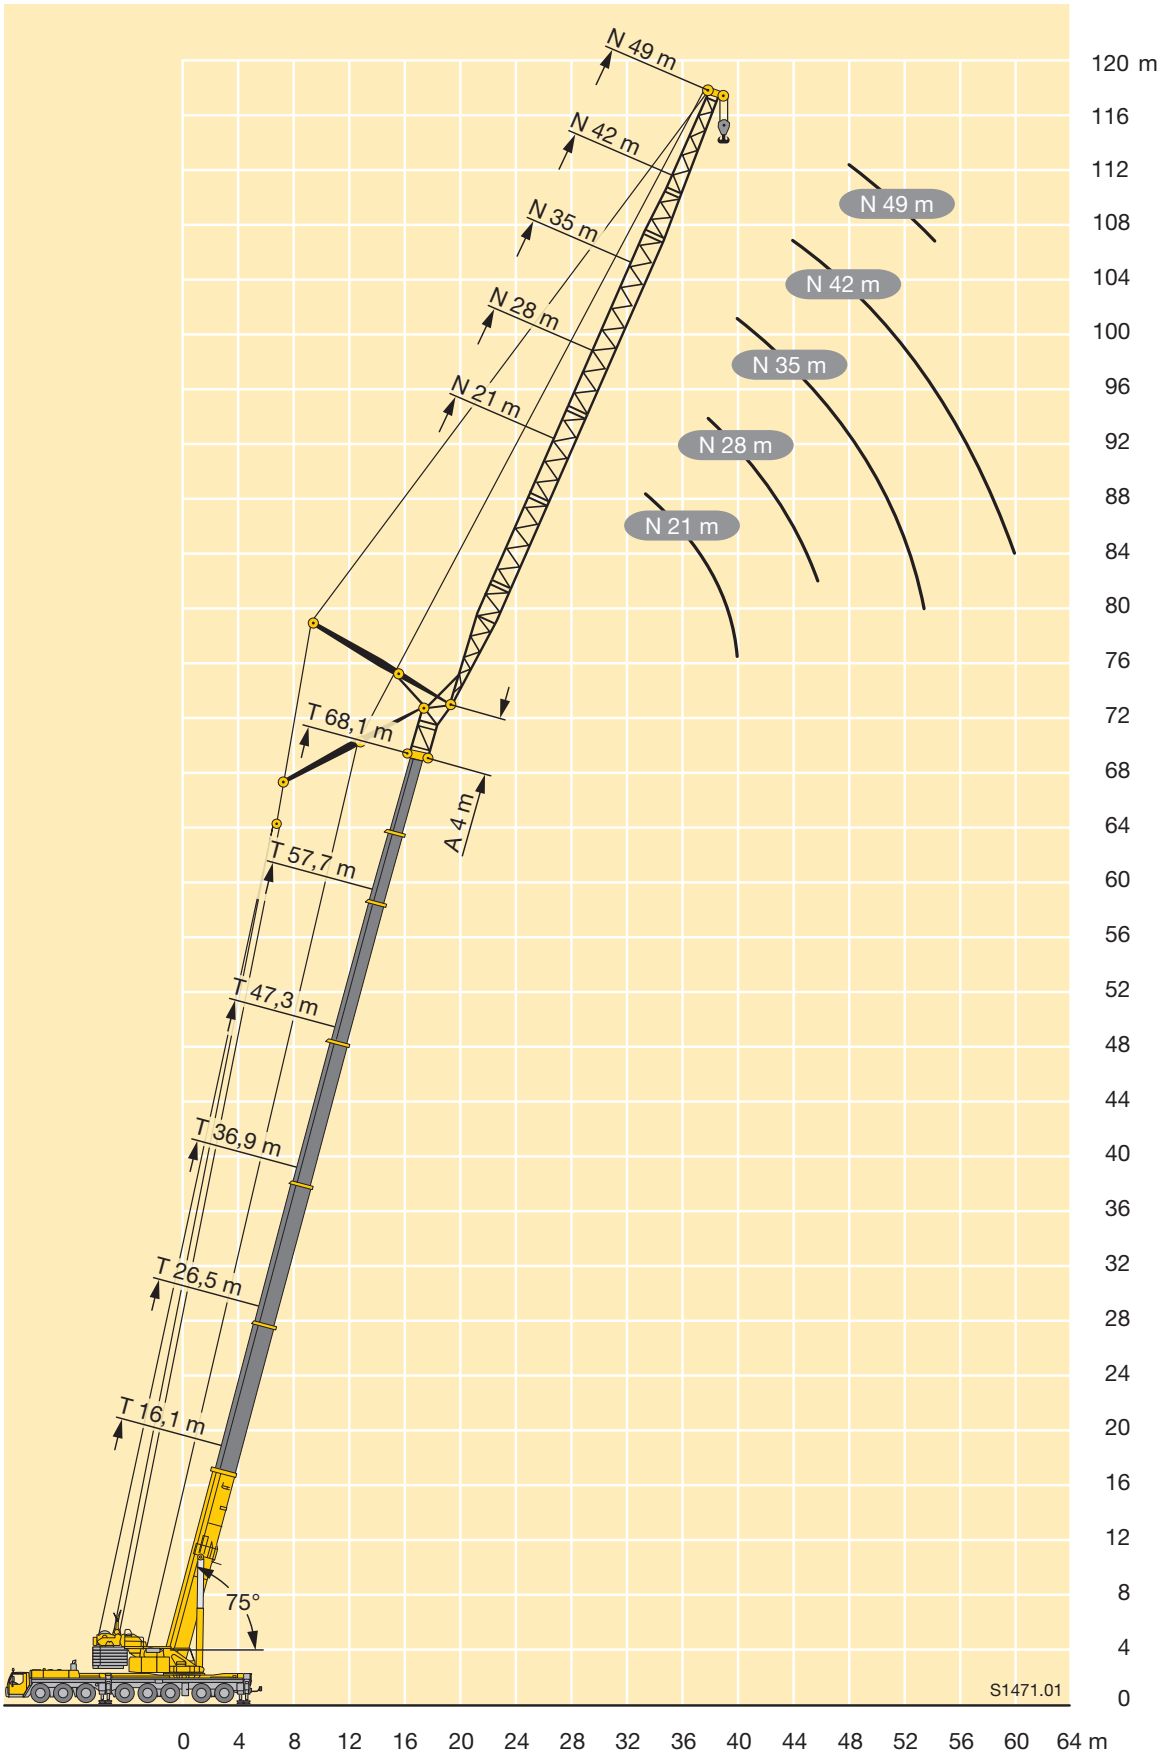 N 49 m
120 m
116
N 42 m
112
N 49 m
N 35 m
108
N 42 m
104
N 28 m
100
N 35 m
96
N 21 m
92
N 28 m
88
N 21 m
84
80
76
T 68,1 m
72
68
A 4 m
64
T 57,7 m
60
56
T 47,3 m
52
48
44
T 36,9 m
40
36
T 26,5 m
32
28
24
T 16,1 m
20
16
12
75°
8
4
S1471.01
0
0 4 8 12 16 20 24 28 32 36 40 44 48 52 56 60 64 m